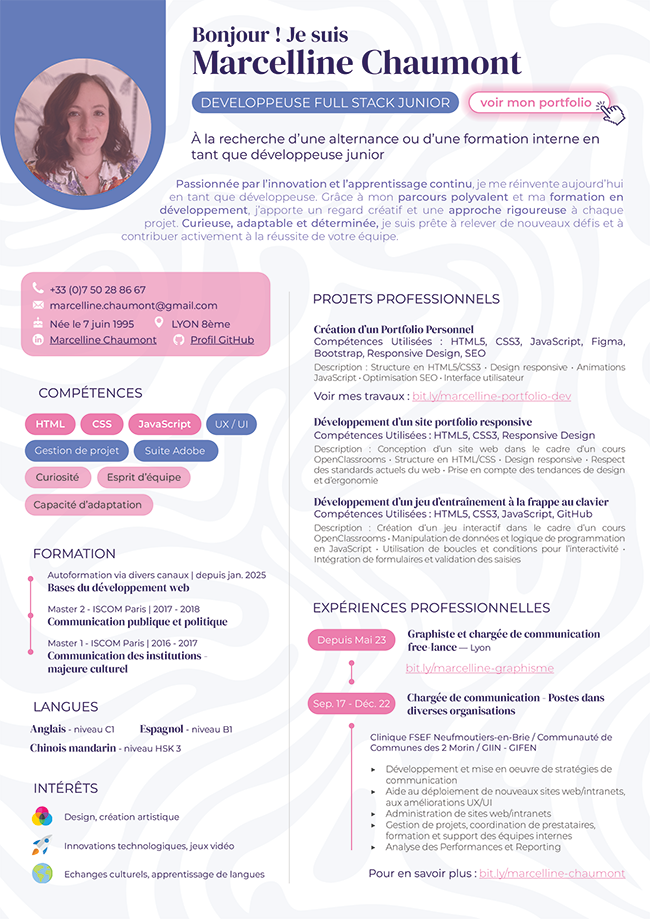 Bonjour ! Je suis
Marcelline Chaumont
DEVELOPPEUSE FULL STACK JUNIOR
voir mon portfolio
À la recherche d'une alternance ou d'une formation interne en
tant que développeuse junior
Passionnée par l'innovation et l'apprentissage continu, je me réinvente aujourd'hui
en tant que développeuse. Grâce à mon parcours polyvalent et ma formation en
développement, j'apporte un regard créatif et une approche rigoureuse à chaque
projet. Curieuse, adaptable et déterminée, je suis prête à relever de nouveaux défis et à
contribuer activement à la réussite de votre équipe.
+33 (0)7 50 28 86 67
marcelline.chaumont@gmail.com
Née le 7 juin 1995 LYON 8ème
Marcelline Chaumont Profil GitHub
COMPÉTENCES
HTML CSS JavaScript UX / UI
Gestion de projet Suite Adobe
Curiosité Esprit d'équipe
Capacité d'adaptation
FORMATION
Autoformation via divers canaux | depuis jan. 2025
Bases du développement web
Master 2 - ISCOM Paris | 2017 - 2018
Communication publique et politique
Master 1 - ISCOM Paris | 2016 - 2017
Communication des institutions -
majeure culturel
LANGUES
Anglais - niveau C1 Espagnol - niveau B1
Chinois mandarin - niveau HSK 3
INTÉRÊTS
Design, création artistique
Innovations technologiques, jeux vidéo
Echanges culturels, apprentissage de langues
PROJETS PROFESSIONNELS
Création d'un Portfolio Personnel
Compétences Utilisées : HTML5, CSS3, JavaScript, Figma,
Bootstrap, Responsive Design, SEO
Description : Structure en HTML5/CSS3 • Design responsive • Animations
JavaScript • Optimisation SEO • Interface utilisateur
Voir mes travaux : bit.ly/marcelline-portfolio-dev
Développement d'un site portfolio responsive
Compétences Utilisées : HTML5, CSS3, Responsive Design
Description : Conception d'un site web dans le cadre d'un cours
OpenClassrooms • Structure en HTML/CSS • Design responsive • Respect
des standards actuels du web • Prise en compte des tendances de design
et d'ergonomie
Développement d'un jeu d'entraînement à la frappe au clavier
Compétences Utilisées : HTML5, CSS3, JavaScript, GitHub
Description : Création d'un jeu interactif dans le cadre d'un cours
OpenClassrooms • Manipulation de données et logique de programmation
en JavaScript • Utilisation de boucles et conditions pour l'interactivité •
Intégration de formulaires et validation des saisies
EXPÉRIENCES PROFESSIONNELLES
Depuis Mai 23
Graphiste et chargée de communication
free-lance — Lyon
bit.ly/marcelline-graphisme
Sep. 17 - Déc. 22
Chargée de communication - Postes dans
diverses organisations
Clinique FSEF Neufmoutiers-en-Brie / Communauté de
Communes des 2 Morin / GIIN - GIFEN
▸ Développement et mise en oeuvre de stratégies de
communication
▸ Aide au déploiement de nouveaux sites web/intranets,
aux améliorations UX/UI
▸ Administration de sites web/intranets
▸ Gestion de projets, coordination de prestataires,
formation et support des équipes internes
▸ Analyse des Performances et Reporting
Pour en savoir plus : bit.ly/marcelline-chaumont